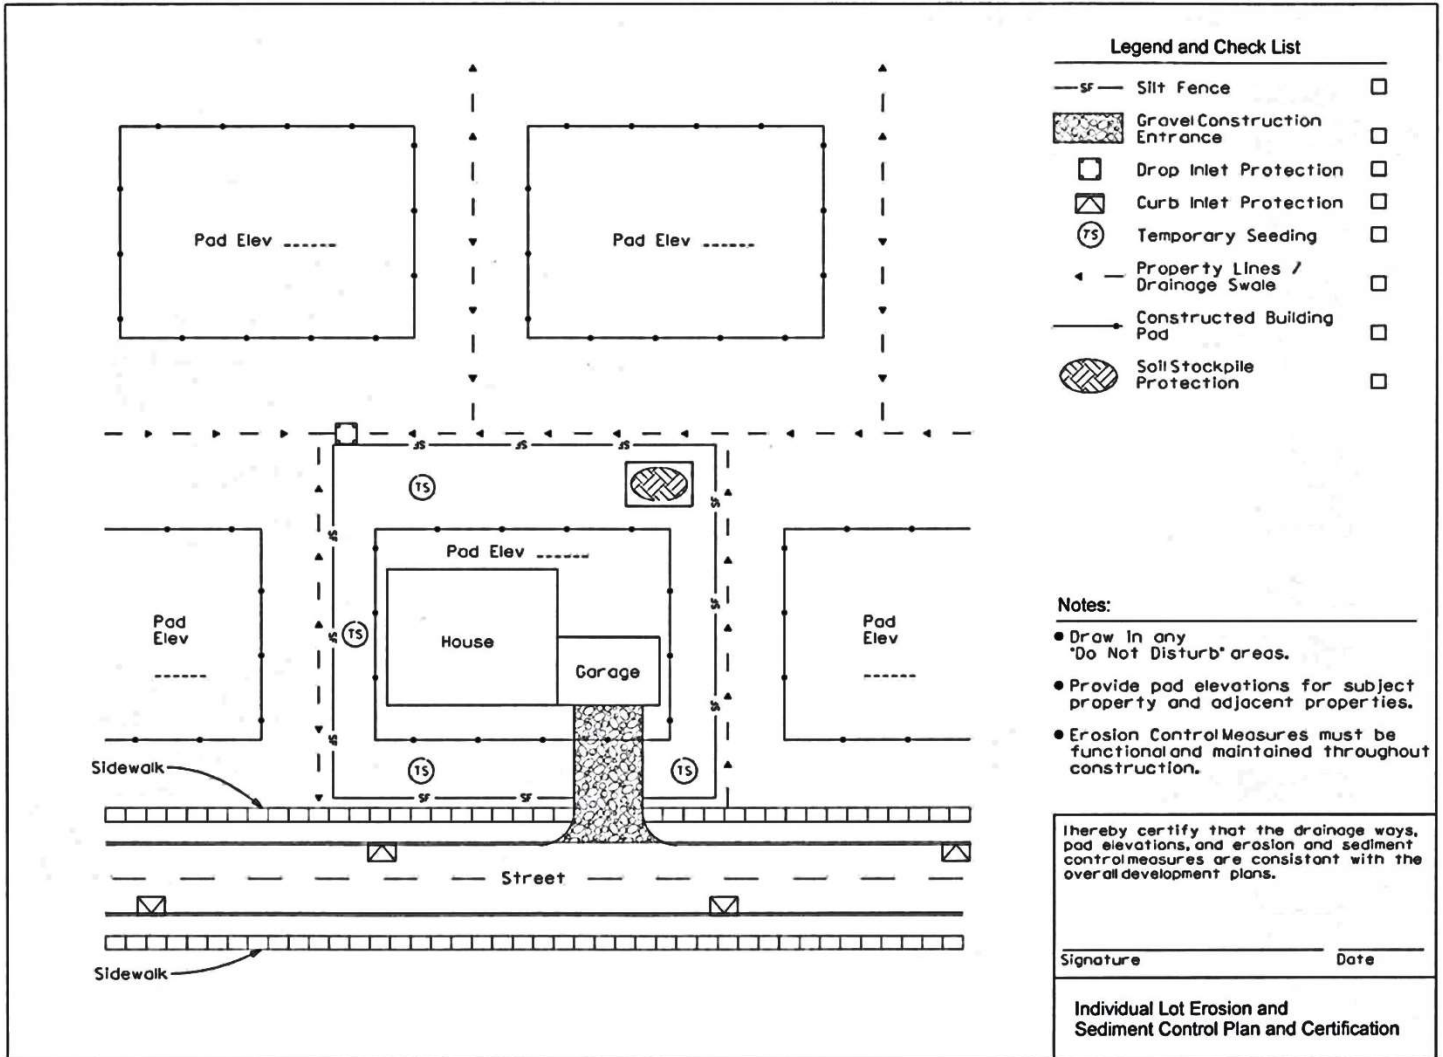 Legend and Check List
SF Silt Fence
Gravel Construction
Entrance
Drop Inlet Protection
Curb Inlet Protection
TS Temporary Seeding
Property Lines /
Drainage Swale
Constructed Building
Pad
Soil Stockpile
Protection
Pad Elev ------
Pad Elev ------
SF SF SF
TS
SF
SF
Pad Elev ------
Pad
Elev
------
SF
TS
SF
House
Garage
SF
Pad
Elev
------
SF
SF
TS
TS
Sidewalk
SF SF
Street
Sidewalk
Notes:
• Draw in any
"Do Not Disturb" areas.
• Provide pad elevations for subject
property and adjacent properties.
• Erosion Control Measures must be
functional and maintained throughout
construction.
I hereby certify that the drainage ways,
pad elevations, and erosion and sediment
control measures are consistant with the
overall development plans.
Signature Date
Individual Lot Erosion and
Sediment Control Plan and Certification